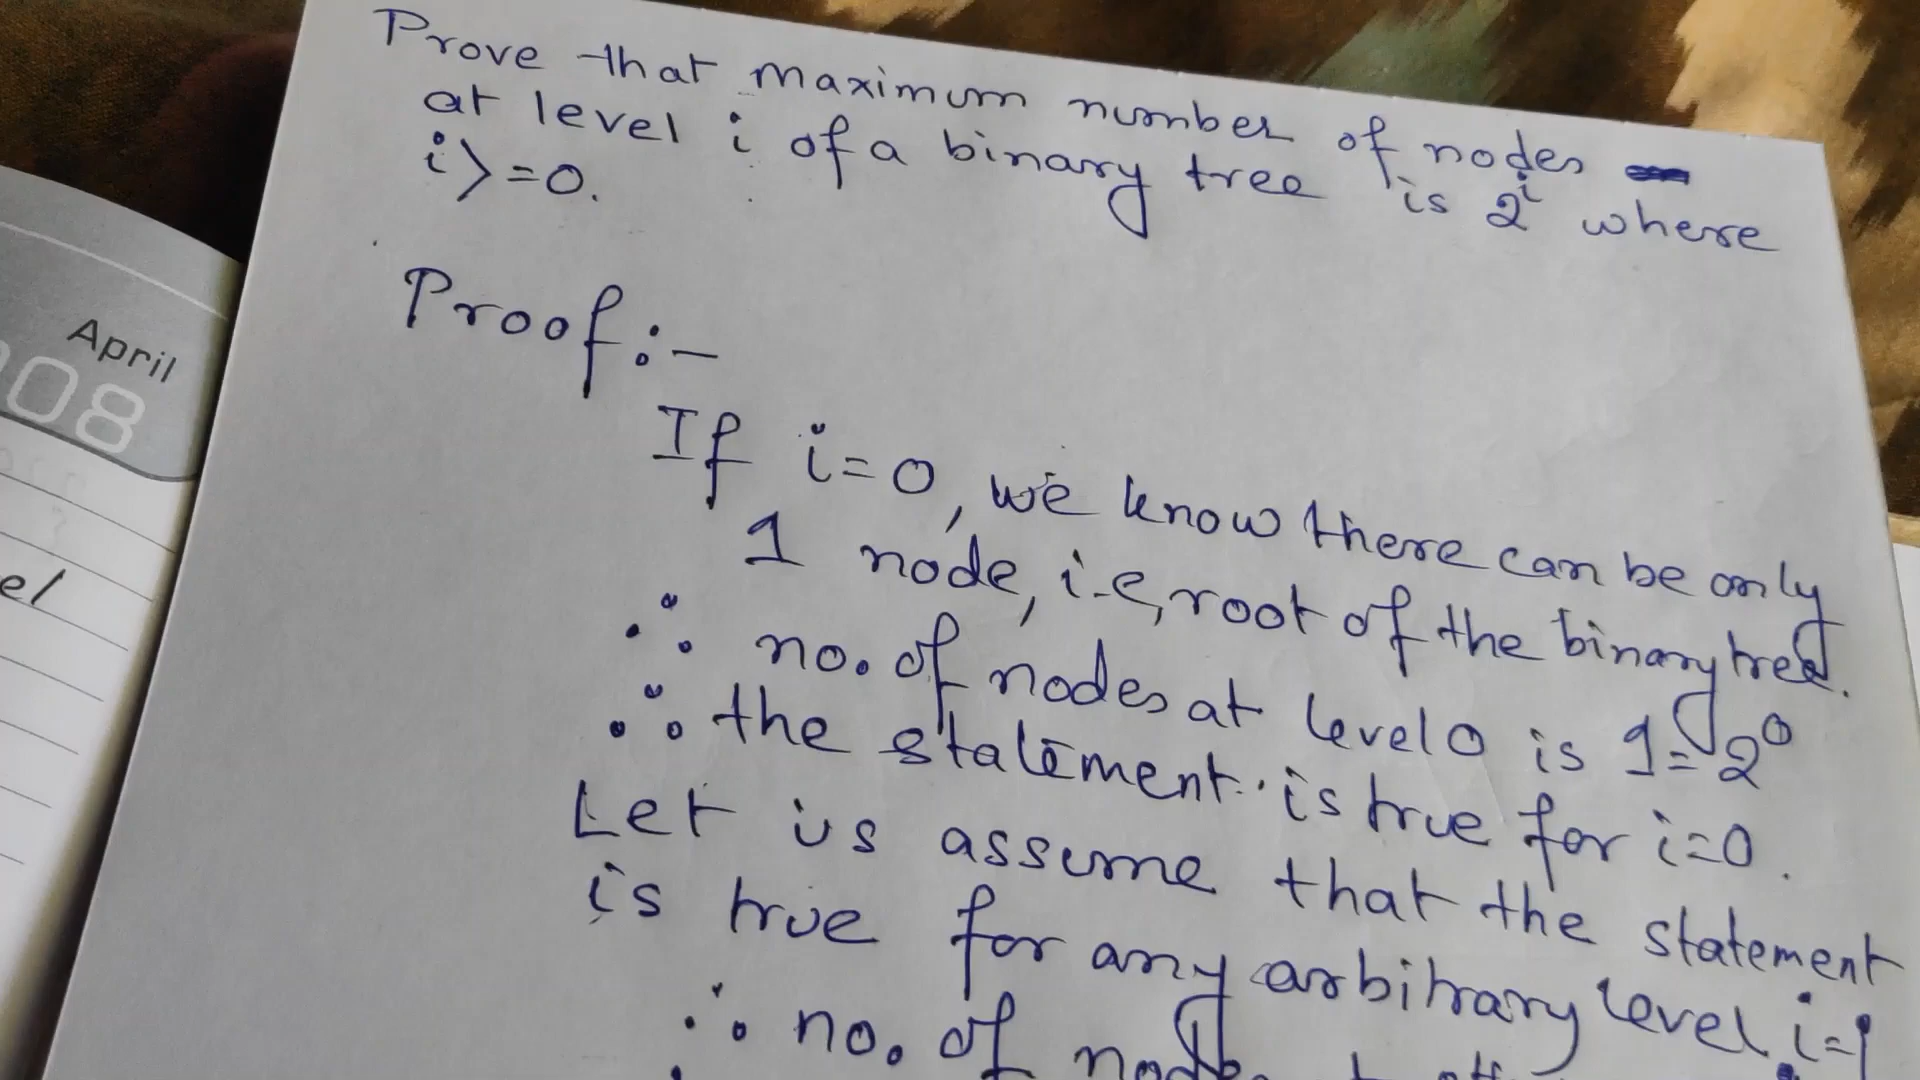 Prove that maximum number of nodes
at level i of a binary tree is 2^i where
i>=0.
Proof:-
If i=0, we know there can be only
1 node, i.e, root of the binary tree.
∴ no. of nodes at level 0 is 1=2^0
∴ the statement is true for i=0.
Let us assume that the statement
is true for any arbitrary level
∴ no. of
April
08
el